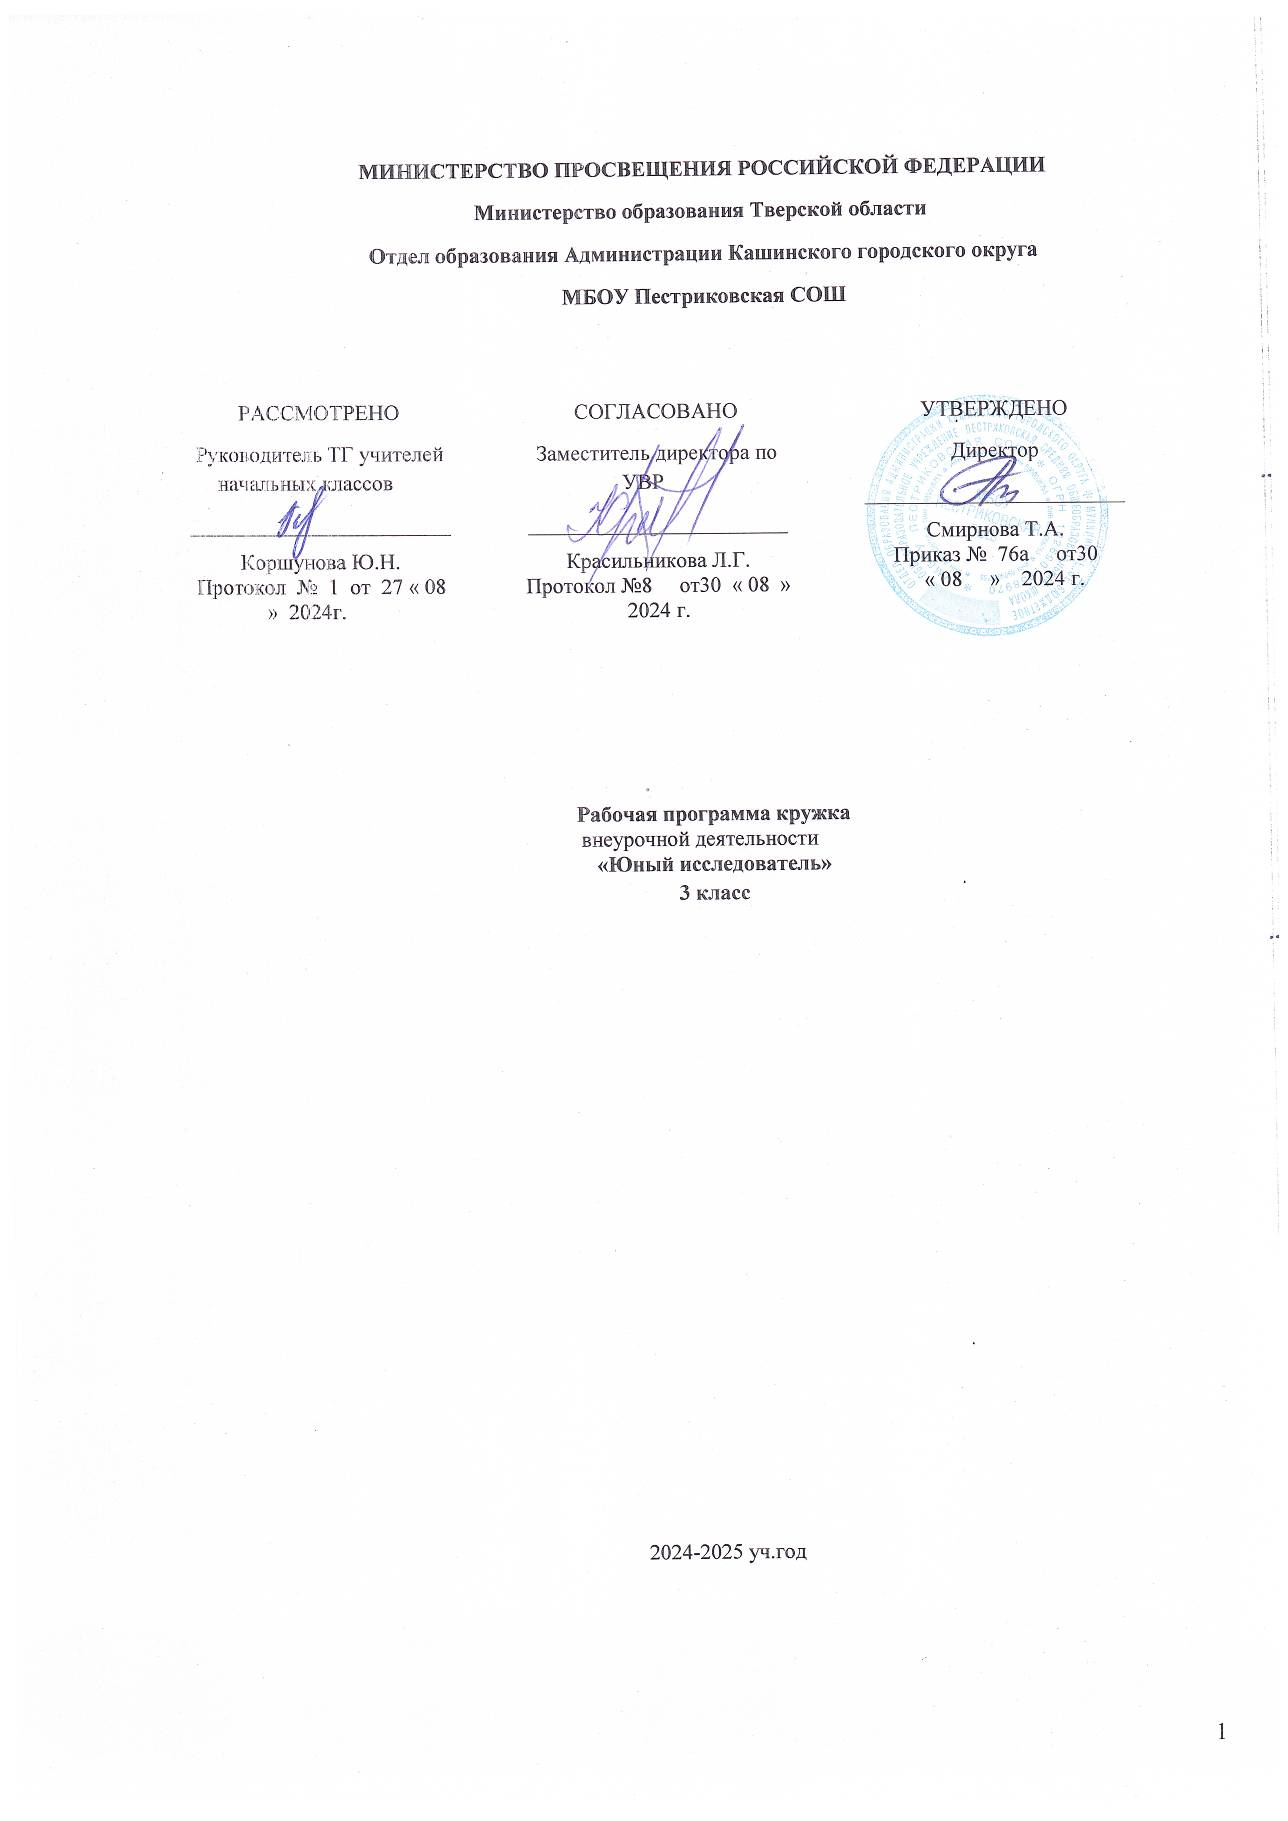 МИНИСТЕРСТВО ПРОСВЕЩЕНИЯ РОССИЙСКОЙ ФЕДЕРАЦИИ
Министерство образования Тверской области
Отдел образования Администрации Кашинского городского округа
МБОУ Пестриковская СОШ
РАССМОТРЕНО
Руководитель ТГ учителей
начальных классов
Коршунова Ю.Н.
Протокол № 1 от 27 « 08
» 2024г.
СОГЛАСОВАНО
Заместитель директора по
УВР
Красильникова Л.Г.
Протокол №8 от30 « 08 »
2024 г.
УТВЕРЖДЕНО
Директор
Смирнова Т.А.
Приказ № 76а от30
« 08 » 2024 г.
Рабочая программа кружка
внеурочной деятельности
«Юный исследователь»
3 класс
2024-2025 уч.год
1